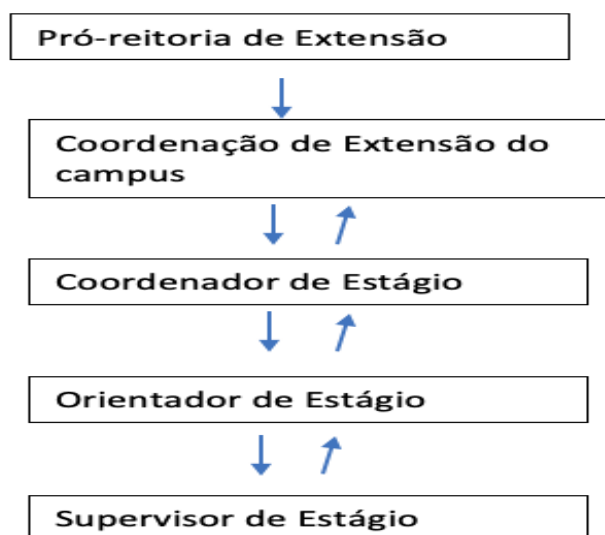 Pró-reitoria de Extensão
Coordenação de Extensão do
campus
Coordenador de Estágio
Orientador de Estágio
Supervisor de Estágio